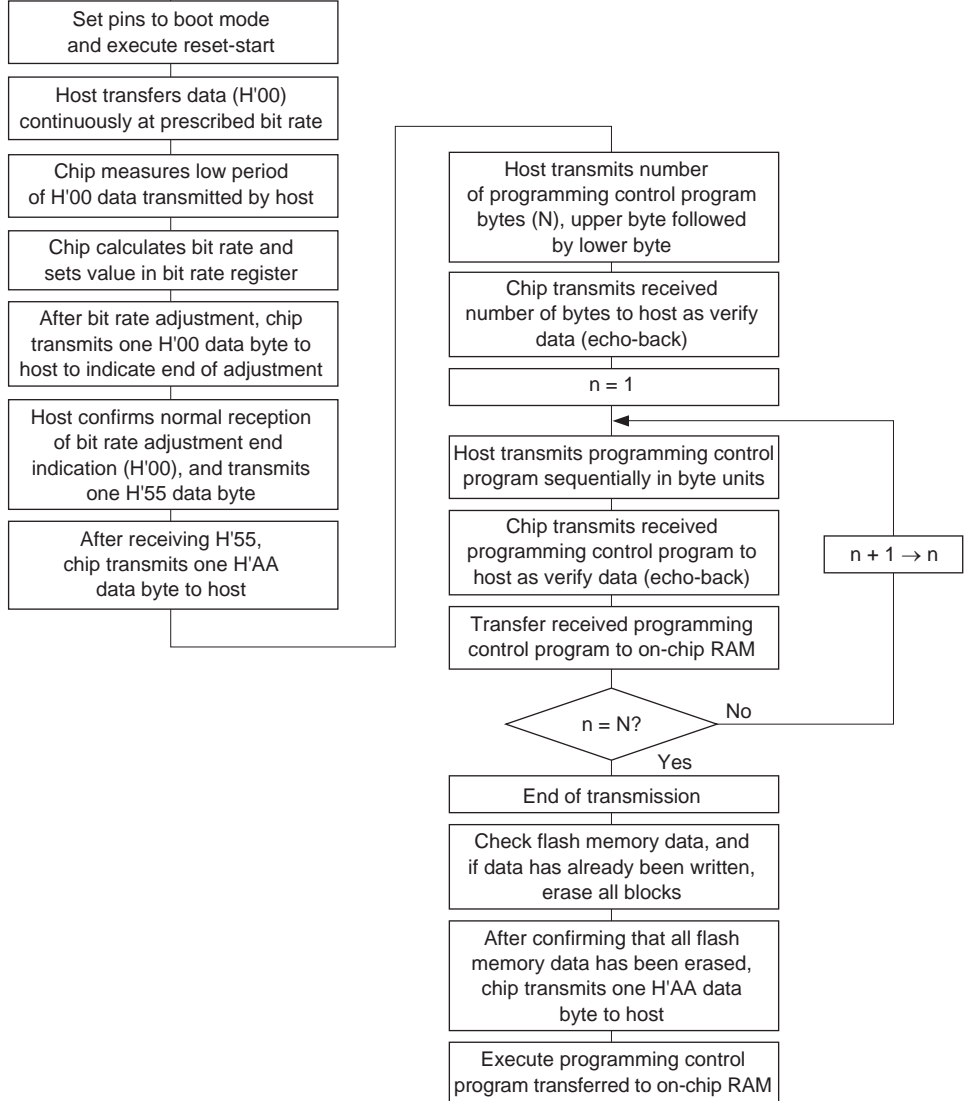 Set pins to boot mode
and execute reset-start
Host transfers data (H'00)
continuously at prescribed bit rate
Chip measures low period
of H'00 data transmitted by host
Chip calculates bit rate and
sets value in bit rate register
After bit rate adjustment, chip
transmits one H'00 data byte to
host to indicate end of adjustment
Host confirms normal reception
of bit rate adjustment end
indication (H'00), and transmits
one H'55 data byte
After receiving H'55,
chip transmits one H'AA
data byte to host
Host transmits number
of programming control program
bytes (N), upper byte followed
by lower byte
Chip transmits received
number of bytes to host as verify
data (echo-back)
n = 1
Host transmits programming control
program sequentially in byte units
Chip transmits received
programming control program to
host as verify data (echo-back)
n + 1 → n
Transfer received programming
control program to on-chip RAM
n = N?
No
Yes
End of transmission
Check flash memory data, and
if data has already been written,
erase all blocks
After confirming that all flash
memory data has been erased,
chip transmits one H'AA data
byte to host
Execute programming control
program transferred to on-chip RAM